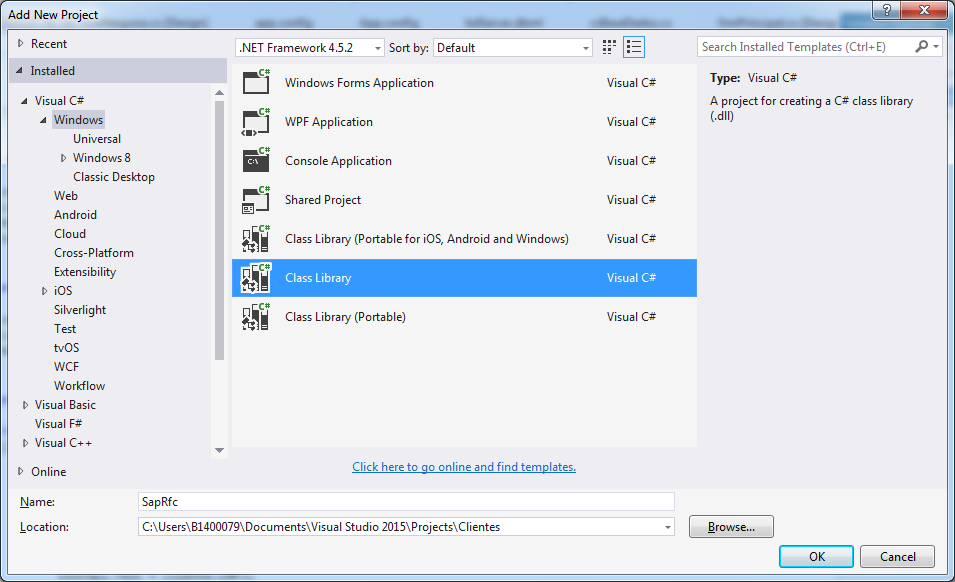 Add New Project
?
Recent
Installed
Visual C#
Windows
Universal
Windows 8
Classic Desktop
Web
Android
Cloud
Cross-Platform
Extensibility
iOS
Silverlight
Test
tvOS
WCF
Workflow
Visual Basic
Visual F#
Visual C++
Online
.NET Framework 4.5.2 Sort by: Default
C# Windows Forms Application Visual C#
C# WPF Application Visual C#
C# C:\ Console Application Visual C#
C# Shared Project Visual C#
C# Class Library (Portable for iOS, Android and Windows) Visual C#
C# Class Library Visual C#
C# Class Library (Portable) Visual C#
Click here to go online and find templates.
Search Installed Templates (Ctrl+E)
Type: Visual C#
A project for creating a C# class library
(.dll)
Name: SapRfc
Location: C:\Users\B1400079\Documents\Visual Studio 2015\Projects\Clientes
Browse...
OK Cancel